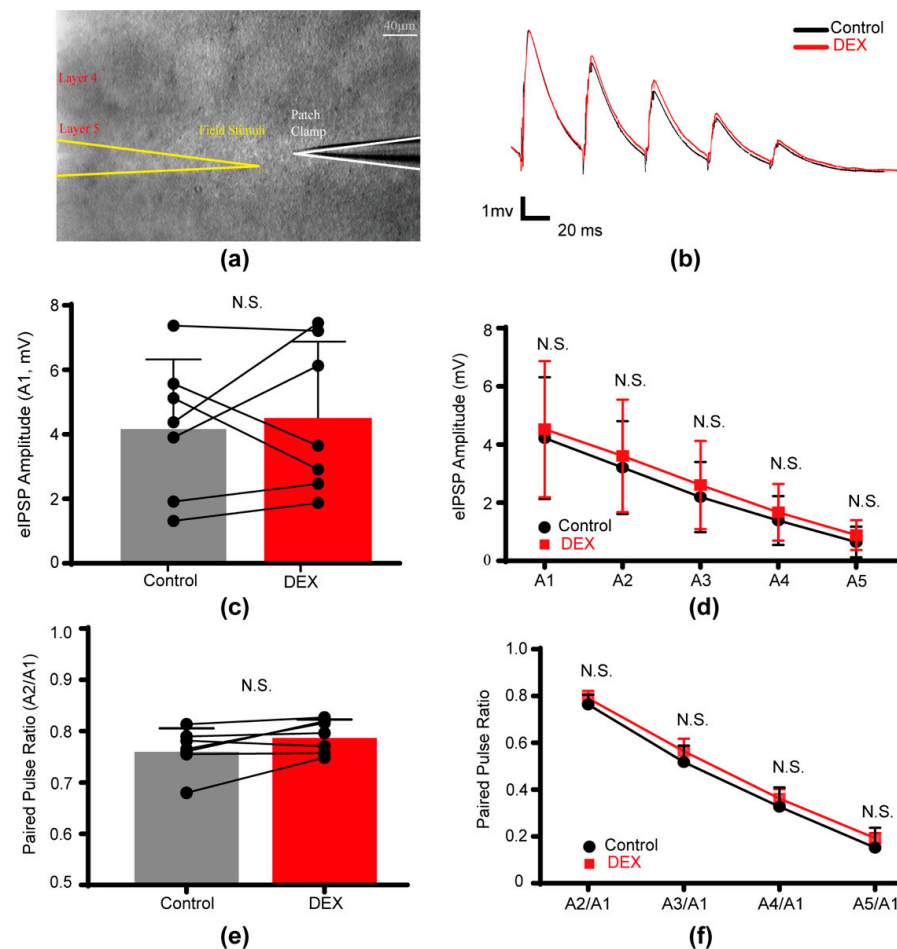 40μm
Layer 4
Layer 5
Field Stimuli
Patch
Clamp
(a)
Control
DEX
1mv
20 ms
(b)
eIPSP Amplitude (A1, mV)
8
6
4
2
0
N.S.
Control
DEX
(c)
eIPSP Amplitude (mV)
8
6
4
2
0
N.S.
N.S.
N.S.
N.S.
N.S.
Control
DEX
A1
A2
A3
A4
A5
(d)
Paired Pulse Ratio (A2/A1)
1.0
0.9
0.8
0.7
0.6
0.5
N.S.
Control
DEX
(e)
Paired Pulse Ratio
1.0
0.8
0.6
0.4
0.2
0
N.S.
N.S.
N.S.
N.S.
Control
DEX
A2/A1
A3/A1
A4/A1
A5/A1
(f)